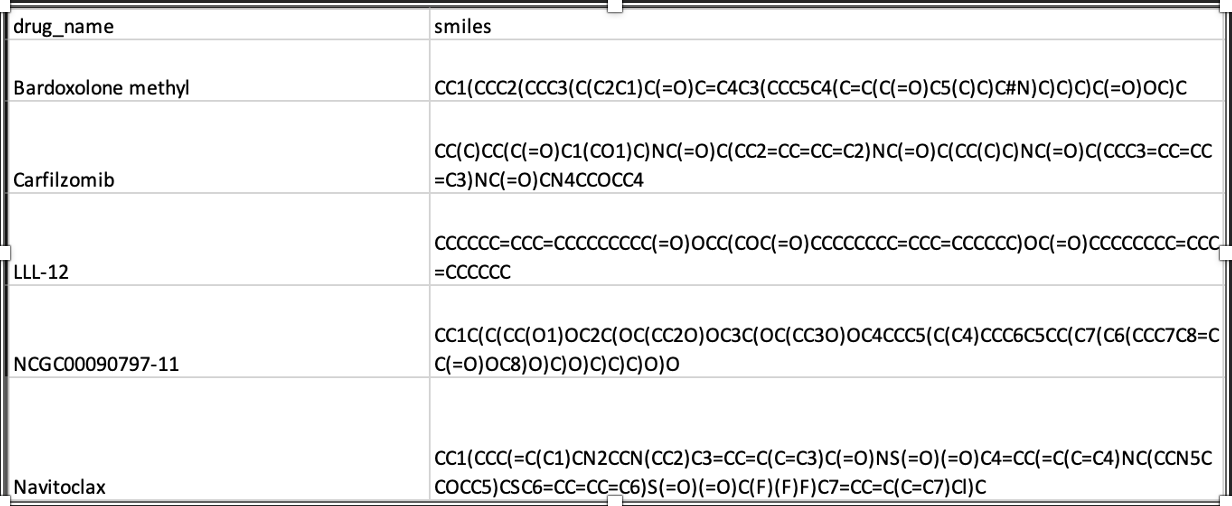 drug_name smiles
Bardoxolone methyl CC1(CCC2(CCC3(C(C2C1)C(=O)C=C4C3(CCC5C4(C=C(C(=O)C5(C)C)C#N)C)C)C)C(=O)OC)C
CC(C)CC(C(=O)C1(CO1)C)NC(=O)C(CC2=CC=CC=C2)NC(=O)C(CC(C)C)NC(=O)C(CCC3=CC=CC
Carfilzomib =C3)NC(=O)CN4CCOCC4
CCCCCC=CCC=CCCCCCCCC(=O)OCC(COC(=O)CCCCCCCC=CCC=CCCCCC)OC(=O)CCCCCCCC=CCC
LLL-12 =CCCCCC
CC1C(C(CC(O1)OC2C(OC(CC2O)OC3C(OC(CC3O)OC4CCC5(C(C4)CCC6C5CC(C7(C6(CCC7C8=C
NCGC00090797-11 C(=O)OC8)O)C)O)C)C)C)O)O
CC1(CCC(=C(C1)CN2CCN(CC2)C3=CC=C(C=C3)C(=O)NS(=O)(=O)C4=CC(=C(C=C4)NC(CCN5C
Navitoclax COCC5)CSC6=CC=CC=C6)S(=O)(=O)C(F)(F)F)C7=CC=C(C=C7)Cl)C